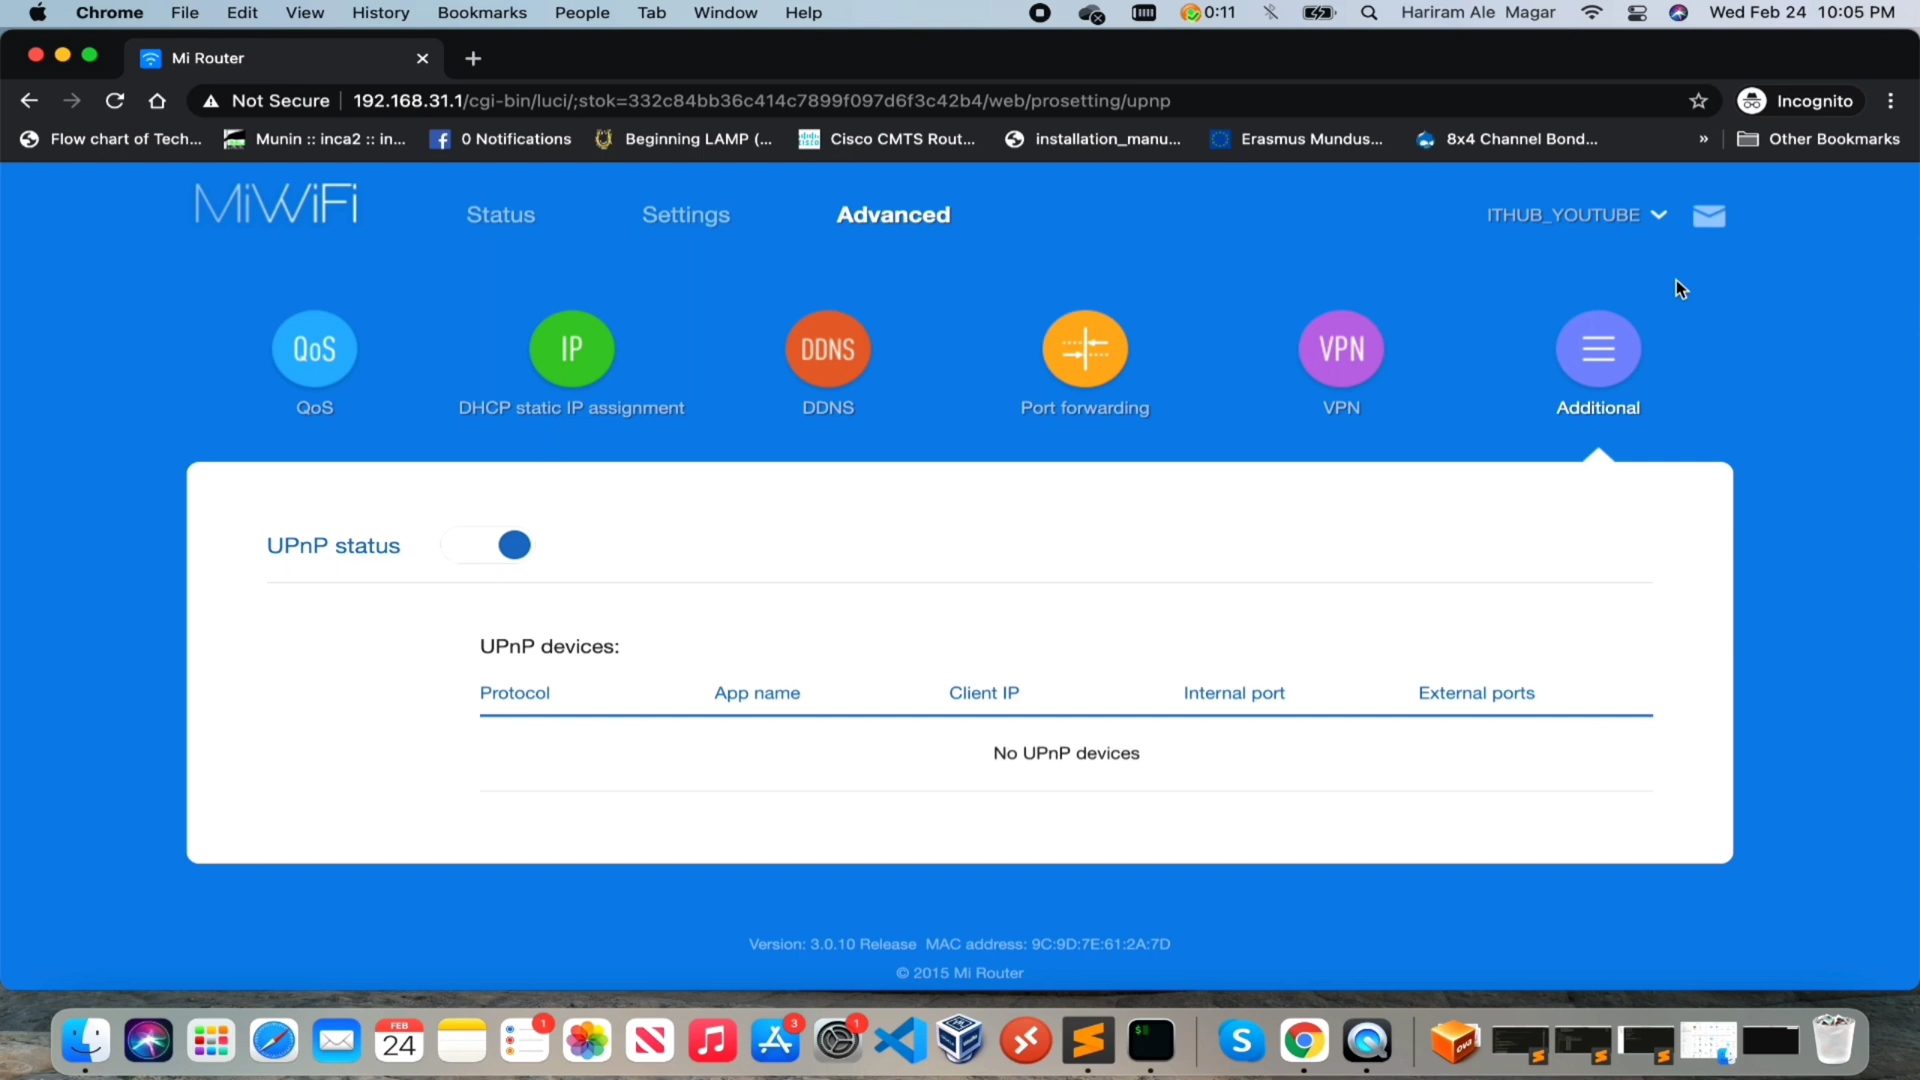 Chrome File Edit View History Bookmarks People Tab Window Help 0:11 Hariram Ale Magar Wed Feb 24 10:05 PM
Mi Router
Not Secure 192.168.31.1/cgi-bin/luci/;stok=332c84bb36c414c7899f097d6f3c42b4/web/prosetting/upnp Incognito
Flow chart of Tech... Munin :: inca2 :: in... 0 Notifications Beginning LAMP (... Cisco CMTS Rout... installation_manu... Erasmus Mundus... 8x4 Channel Bond... » Other Bookmarks
MiWiFi Status Settings Advanced ITHUB_YOUTUBE
QoS IP DDNS VPN
QoS DHCP static IP assignment DDNS Port forwarding VPN Additional
UPnP status
UPnP devices:
Protocol App name Client IP Internal port External ports
No UPnP devices
Version: 3.0.10 Release MAC address: 9C:9D:7E:61:2A:7D
© 2015 Mi Router
FEB
24 1 3 1 $ S ova